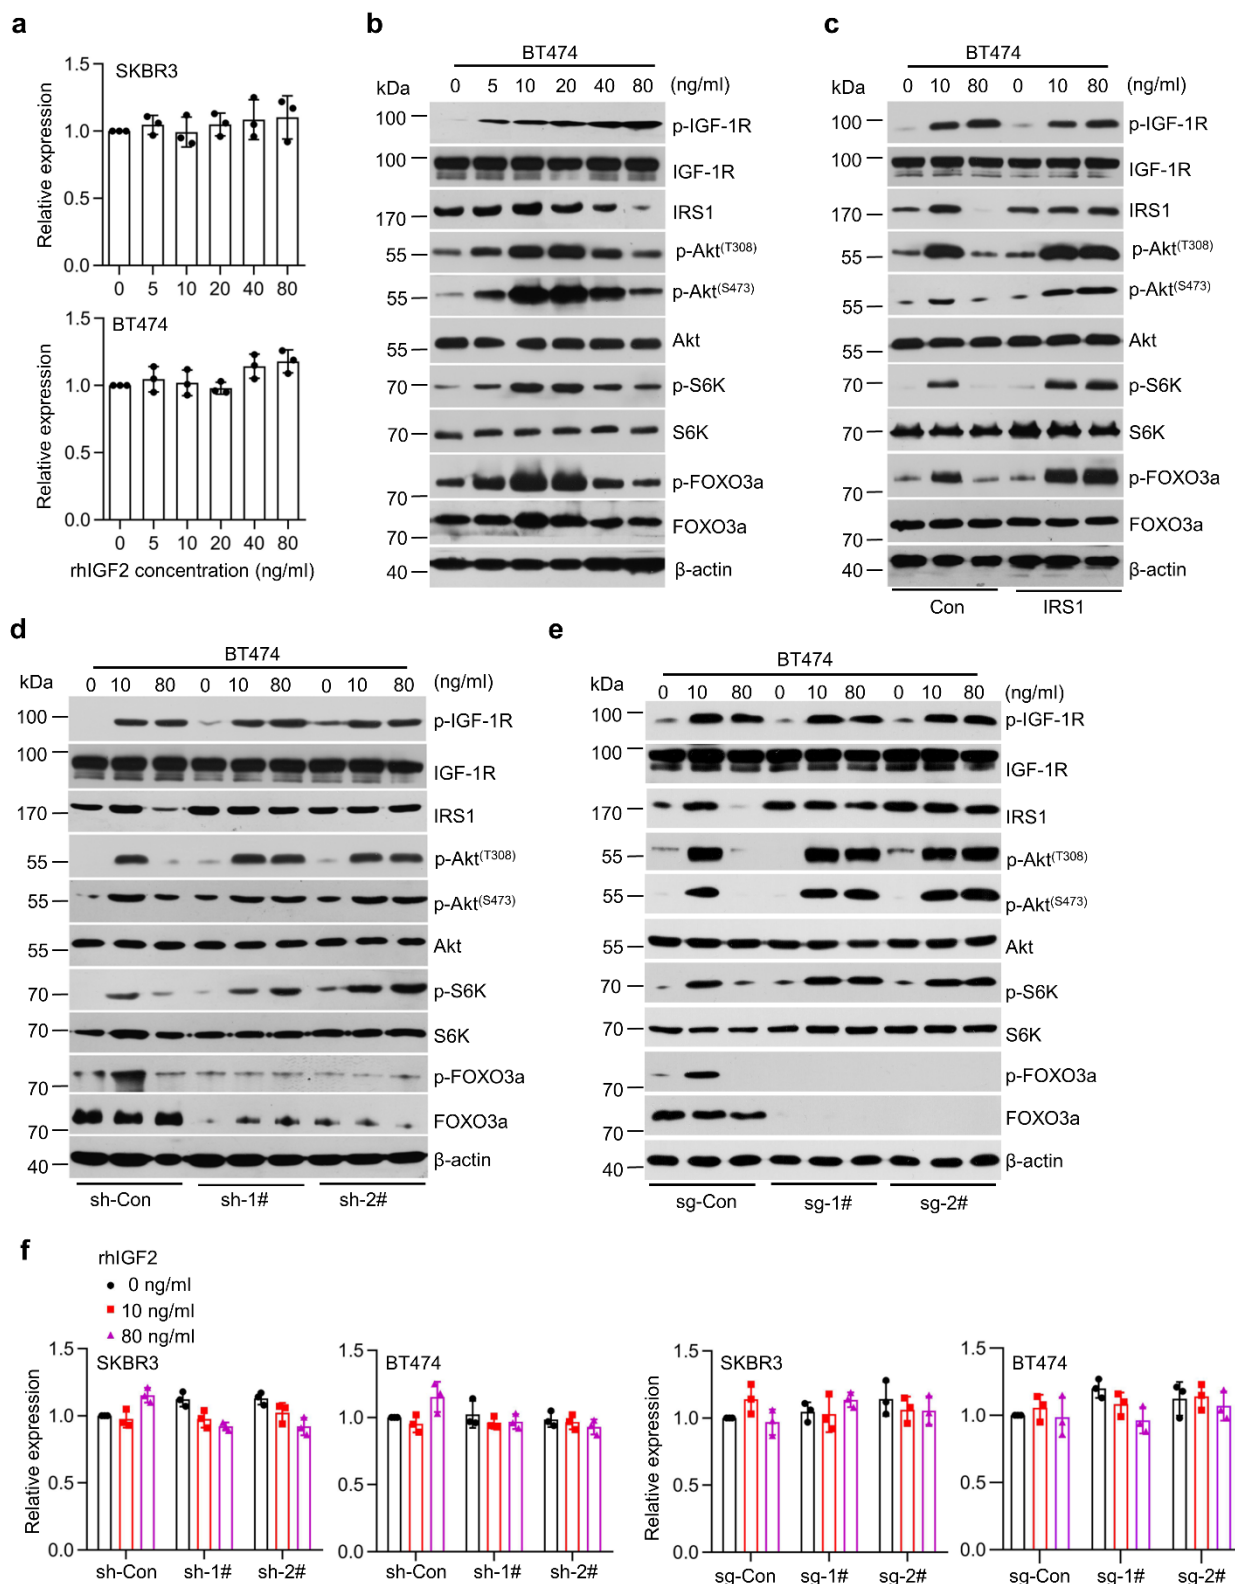 a
SKBR3
Relative expression
1.5
1.0
0.5
0.0
0 5 10 20 40 80
BT474
Relative expression
1.5
1.0
0.5
0.0
0 5 10 20 40 80
rhIGF2 concentration (ng/ml)
b
BT474
kDa 0 5 10 20 40 80 (ng/ml)
100 p-IGF-1R
100 IGF-1R
170 IRS1
55 p-Akt(T308)
55 p-Akt(S473)
55 Akt
70 p-S6K
70 S6K
70 p-FOXO3a
70 FOXO3a
40 β-actin
c
BT474
kDa 0 10 80 0 10 80 (ng/ml)
100 p-IGF-1R
100 IGF-1R
170 IRS1
55 p-Akt(T308)
55 p-Akt(S473)
55 Akt
70 p-S6K
70 S6K
70 p-FOXO3a
70 FOXO3a
40 β-actin
Con IRS1
d
BT474
kDa 0 10 80 0 10 80 0 10 80 (ng/ml)
100 p-IGF-1R
100 IGF-1R
170 IRS1
55 p-Akt(T308)
55 p-Akt(S473)
55 Akt
70 p-S6K
70 S6K
70 p-FOXO3a
70 FOXO3a
40 β-actin
sh-Con sh-1# sh-2#
e
BT474
kDa 0 10 80 0 10 80 0 10 80 (ng/ml)
100 p-IGF-1R
100 IGF-1R
170 IRS1
55 p-Akt(T308)
55 p-Akt(S473)
55 Akt
70 p-S6K
70 S6K
70 p-FOXO3a
70 FOXO3a
40 β-actin
sg-Con sg-1# sg-2#
f
rhIGF2
0 ng/ml
10 ng/ml
80 ng/ml
SKBR3
Relative expression
1.5
1.0
0.5
0.0
sh-Con sh-1# sh-2#
BT474
1.5
1.0
0.5
0.0
sh-Con sh-1# sh-2#
SKBR3
Relative expression
1.5
1.0
0.5
0.0
sg-Con sg-1# sg-2#
BT474
1.5
1.0
0.5
0.0
sg-Con sg-1# sg-2#